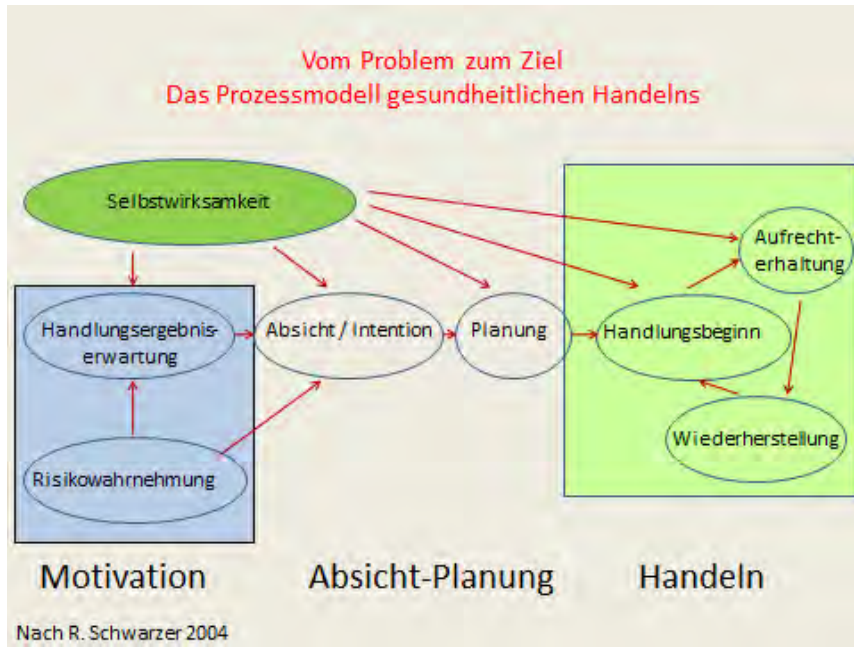 Vom Problem zum Ziel
Das Prozessmodell gesundheitlichen Handelns
Selbstwirksamkeit
Aufrecht-
erhaltung
Handlungsergebnis-
erwartung
Absicht / Intention
Planung
Handlungsbeginn
Wiederherstellung
Risikowahrnehmung
Motivation
Absicht-Planung
Handeln
Nach R. Schwarzer 2004